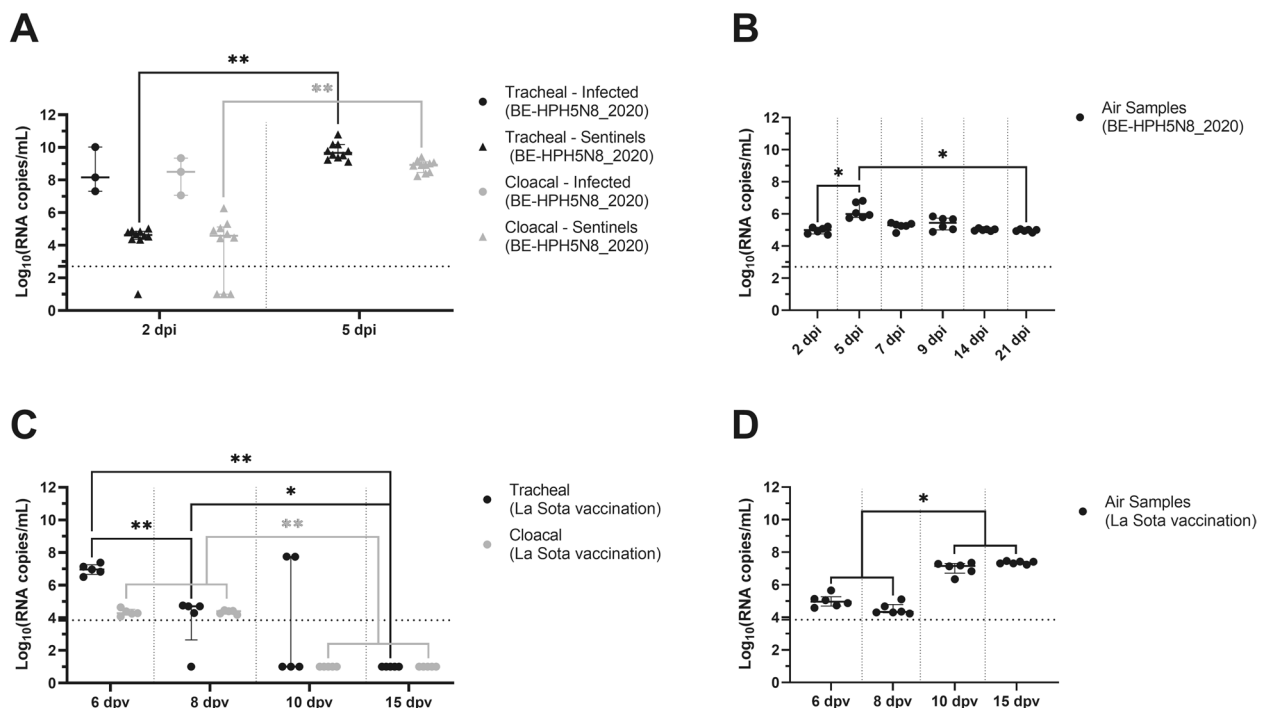 A
**
**
Log10(RNA copies/mL)
12
10
8
6
4
2
0
2 dpi
5 dpi
Tracheal - Infected
(BE-HPH5N8_2020)
Tracheal - Sentinels
(BE-HPH5N8_2020)
Cloacal - Infected
(BE-HPH5N8_2020)
Cloacal - Sentinels
(BE-HPH5N8_2020)
B
*
*
Log10(RNA copies/mL)
12
10
8
6
4
2
0
2 dpi
5 dpi
7 dpi
9 dpi
14 dpi
21 dpi
Air Samples
(BE-HPH5N8_2020)
C
**
*
**
**
Log10(RNA copies/mL)
12
10
8
6
4
2
0
6 dpv
8 dpv
10 dpv
15 dpv
Tracheal
(La Sota vaccination)
Cloacal
(La Sota vaccination)
D
*
Log10(RNA copies/mL)
12
10
8
6
4
2
0
6 dpv
8 dpv
10 dpv
15 dpv
Air Samples
(La Sota vaccination)